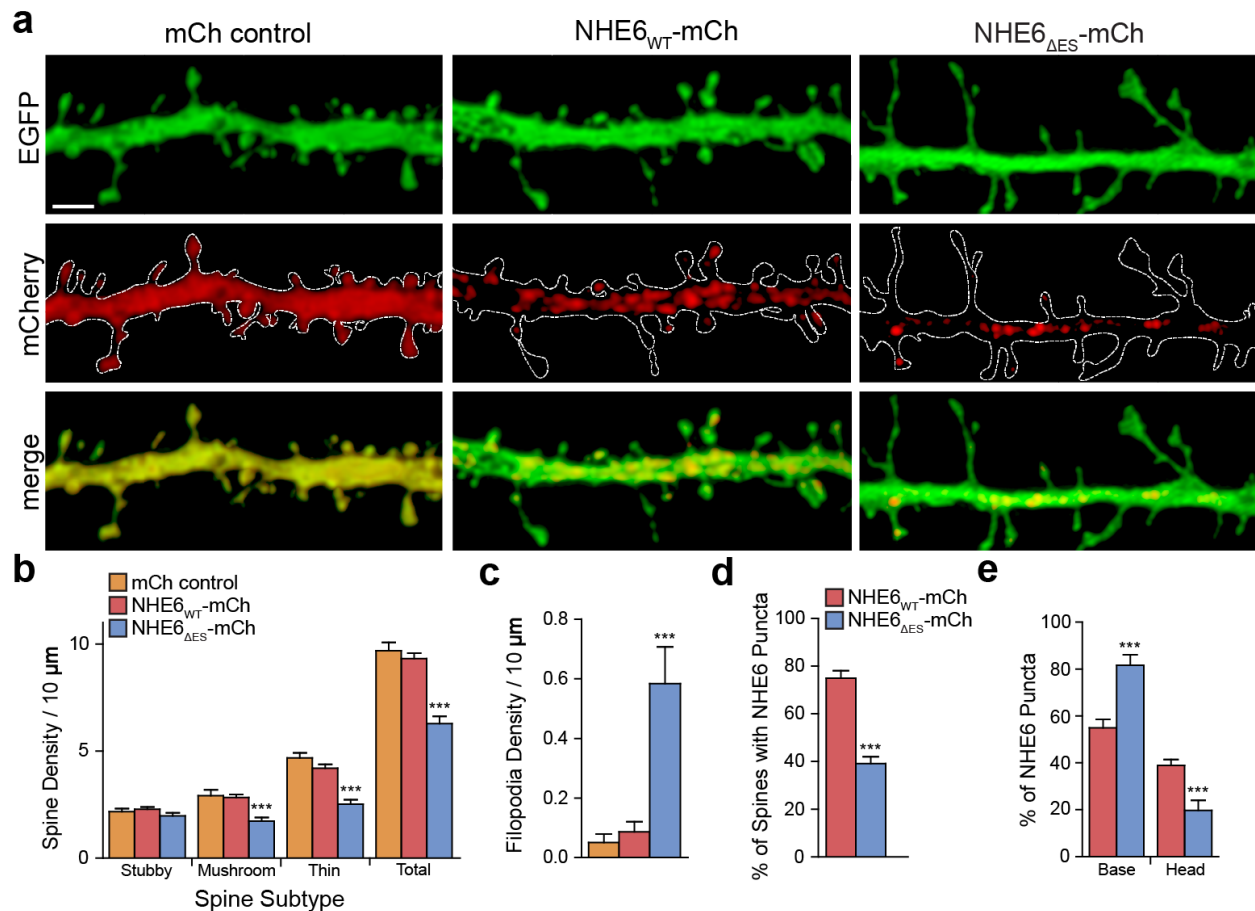 a
mCh control
NHE6WT-mCh
NHE6ΔES-mCh
EGFP
mCherry
merge
b
mCh control
NHE6WT-mCh
NHE6ΔES-mCh
Spine Density / 10 µm
10
5
0
***
***
***
Stubby
Mushroom
Thin
Total
Spine Subtype
c
Filopodia Density / 10 µm
0.8
0.6
0.4
0.2
0.0
***
d
NHE6WT-mCh
NHE6ΔES-mCh
% of Spines with NHE6 Puncta
100
80
60
40
20
0
***
e
% of NHE6 Puncta
100
80
60
40
20
0
***
***
Base
Head